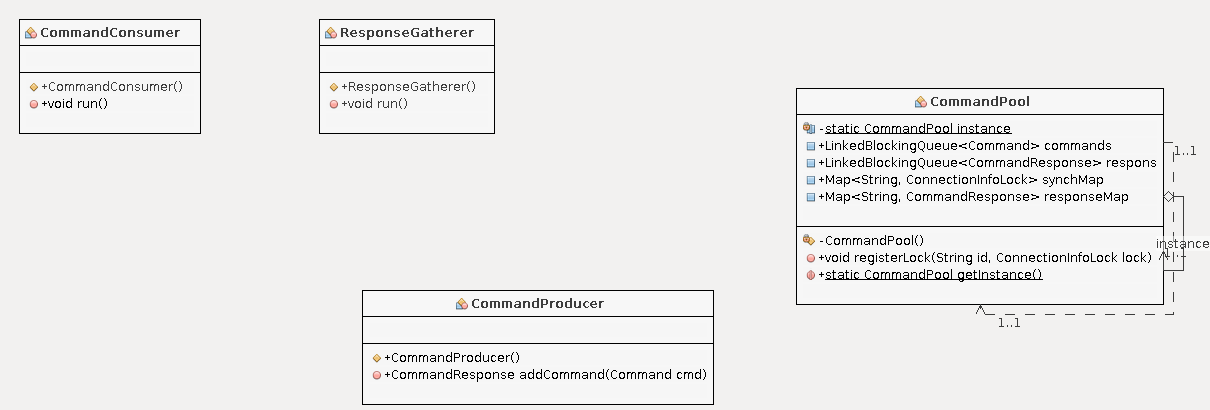 CommandConsumer
+CommandConsumer()
+void run()
ResponseGatherer
+ResponseGatherer()
+void run()
CommandPool
-static CommandPool instance
+LinkedBlockingQueue<Command> commands
+LinkedBlockingQueue<CommandResponse> respons
+Map<String, ConnectionInfoLock> synchMap
+Map<String, CommandResponse> responseMap
-CommandPool()
+void registerLock(String id, ConnectionInfoLock lock)
+static CommandPool getInstance()
1..1
instance
1..1
CommandProducer
+CommandProducer()
+CommandResponse addCommand(Command cmd)